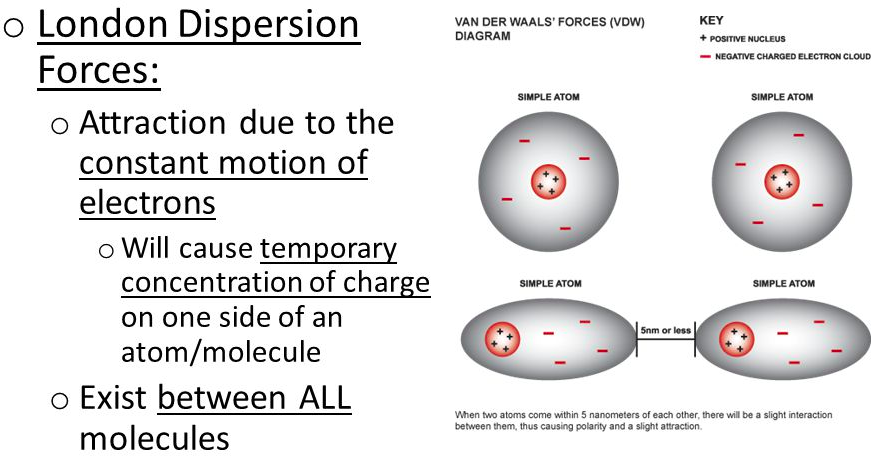 ○ London Dispersion
Forces:
○ Attraction due to the
constant motion of
electrons
○ Will cause temporary
concentration of charge
on one side of an
atom/molecule
○ Exist between ALL
molecules
VAN DER WAALS' FORCES (VDW)
DIAGRAM
KEY
+ POSITIVE NUCLEUS
− NEGATIVE CHARGED ELECTRON CLOUD
SIMPLE ATOM
SIMPLE ATOM
SIMPLE ATOM
SIMPLE ATOM
5nm or less
When two atoms come within 5 nanometers of each other, there will be a slight interaction
between them, thus causing polarity and a slight attraction.